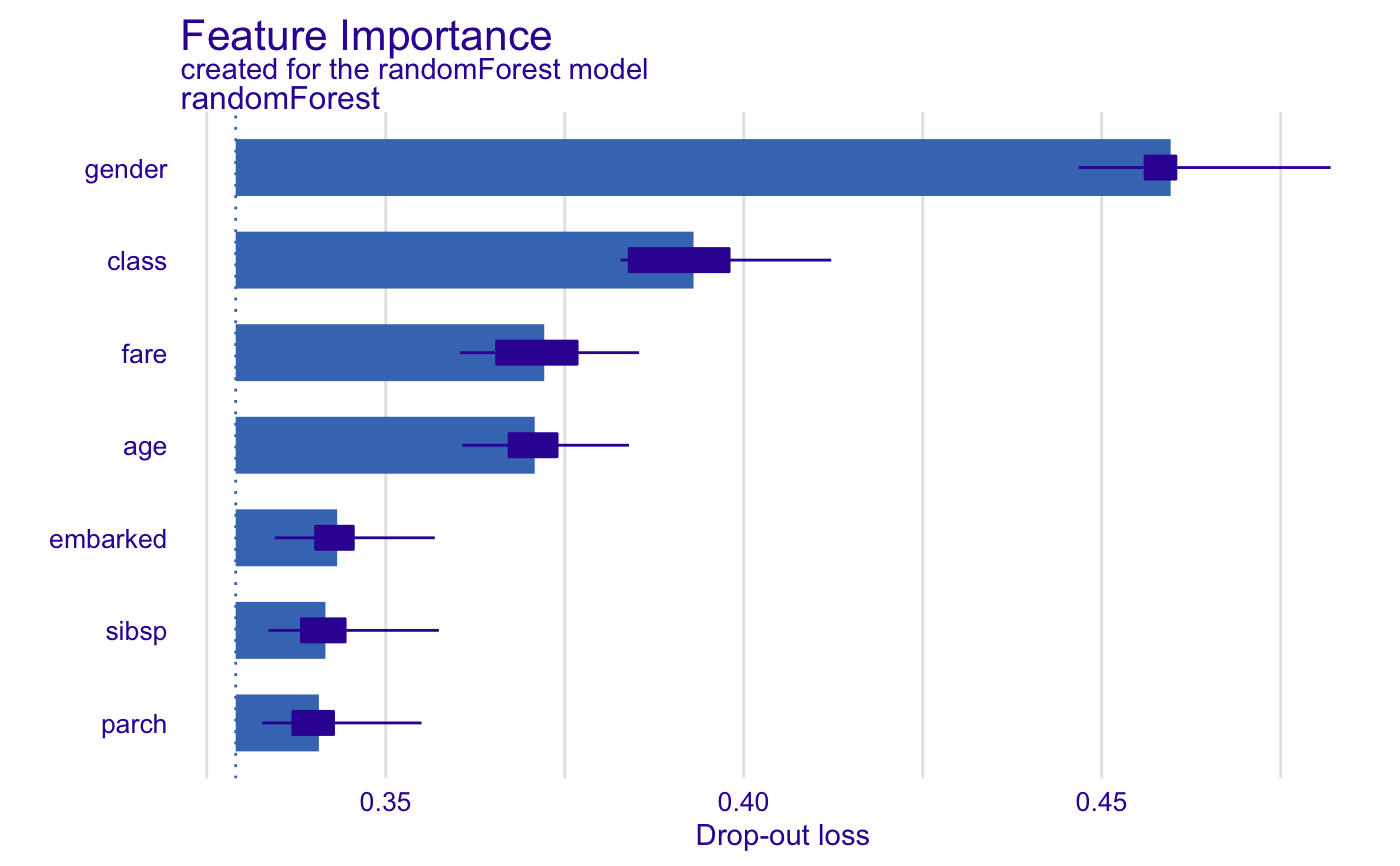 Feature Importance
created for the randomForest model
randomForest
gender
class
fare
age
embarked
sibsp
parch
0.35 0.40 0.45
Drop-out loss